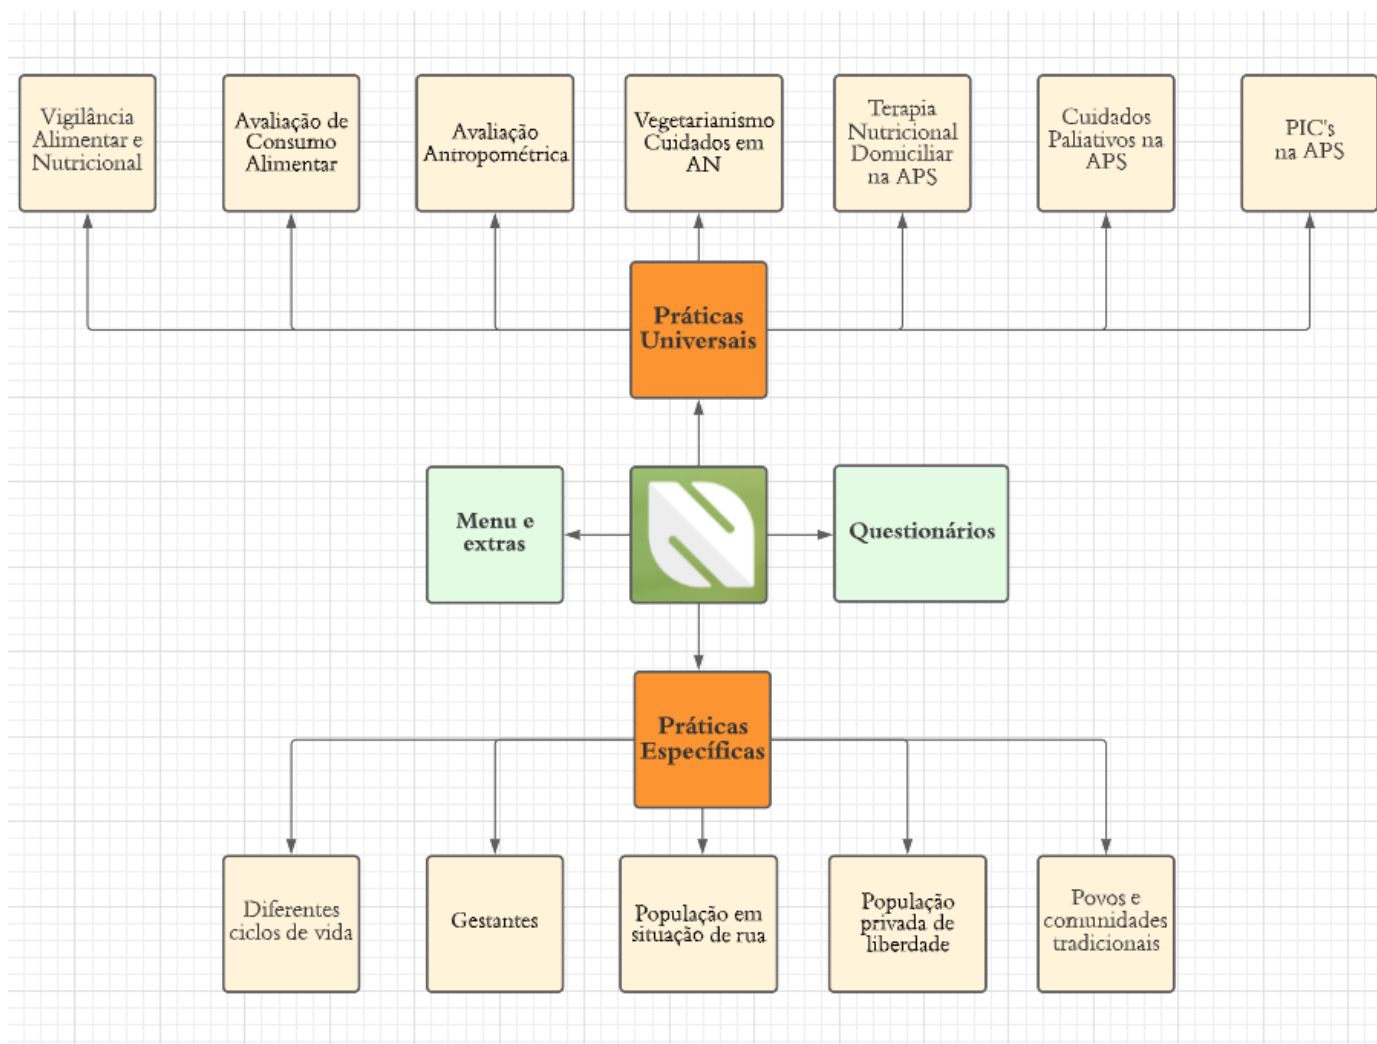 Vigilância
Alimentar e
Nutricional
Avaliação de
Consumo
Alimentar
Avaliação
Antropométrica
Vegetarianismo
Cuidados em
AN
Terapia
Nutricional
Domiciliar
na APS
Cuidados
Paliativos na
APS
PIC's
na APS
Práticas
Universais
Menu e
extras
Questionários
Práticas
Específicas
Diferentes
ciclos de vida
Gestantes
População em
situação de rua
População
privada de
liberdade
Povos e
comunidades
tradicionais